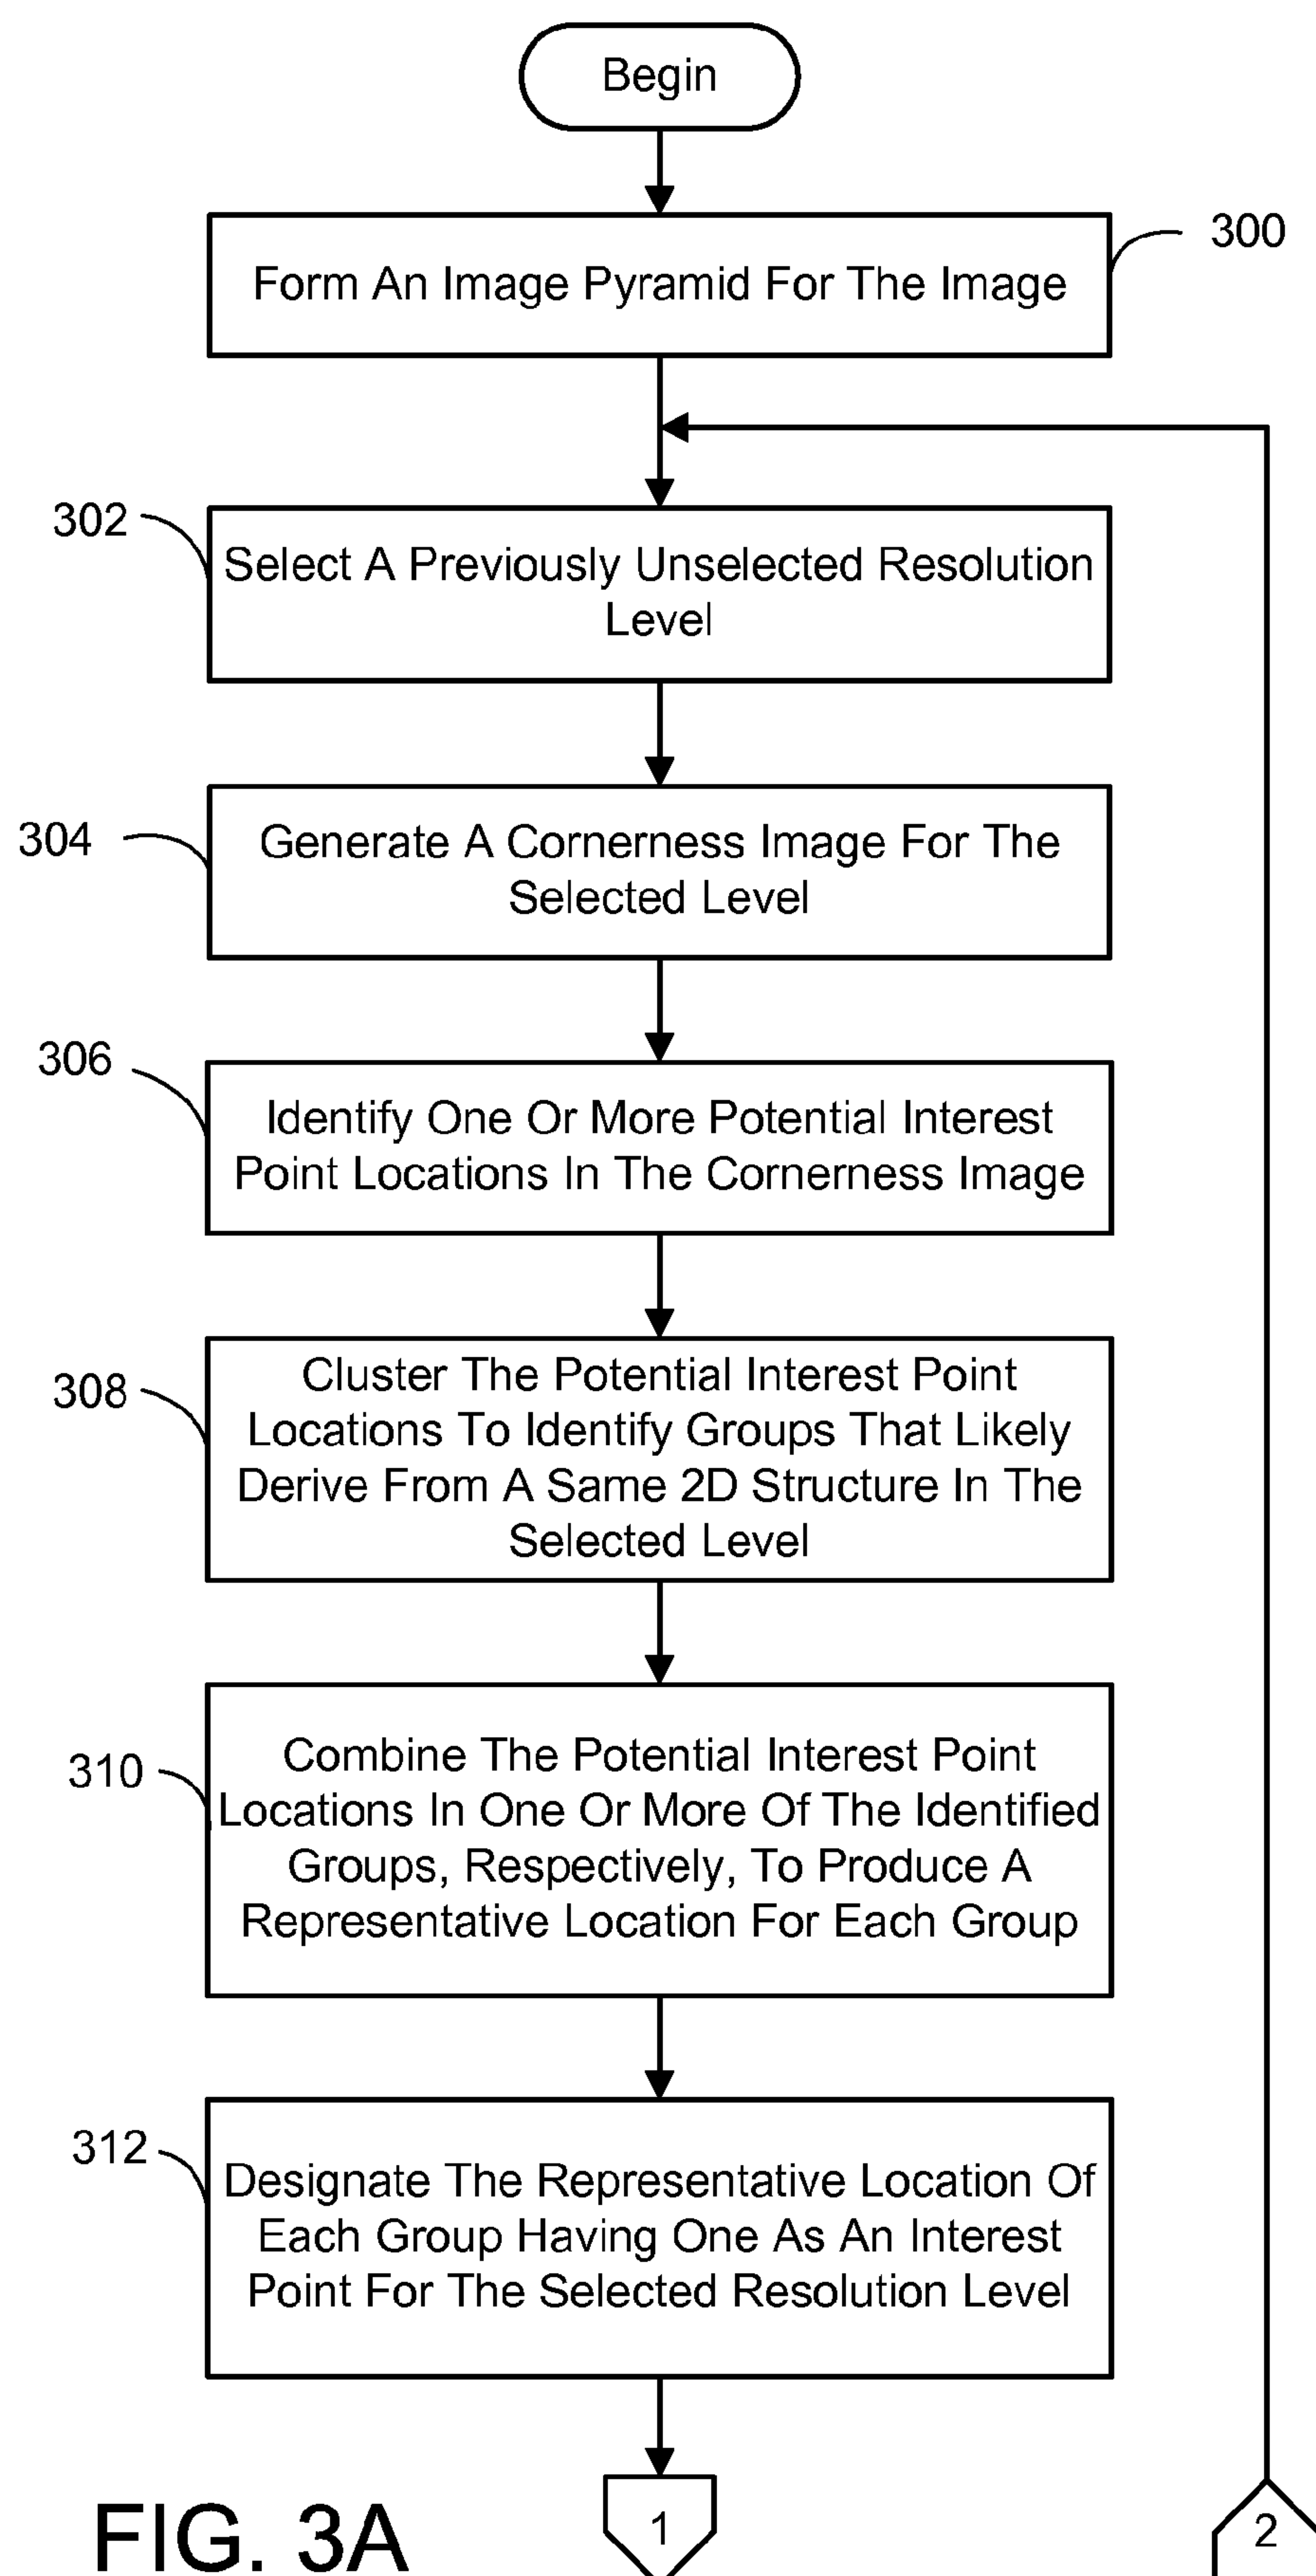 Begin
Form An Image Pyramid For The Image
300
302
Select A Previously Unselected Resolution
Level
304
Generate A Cornerness Image For The
Selected Level
306
Identify One Or More Potential Interest
Point Locations In The Cornerness Image
308
Cluster The Potential Interest Point
Locations To Identify Groups That Likely
Derive From A Same 2D Structure In The
Selected Level
310
Combine The Potential Interest Point
Locations In One Or More Of The Identified
Groups, Respectively, To Produce A
Representative Location For Each Group
312
Designate The Representative Location Of
Each Group Having One As An Interest
Point For The Selected Resolution Level
FIG. 3A
1
2